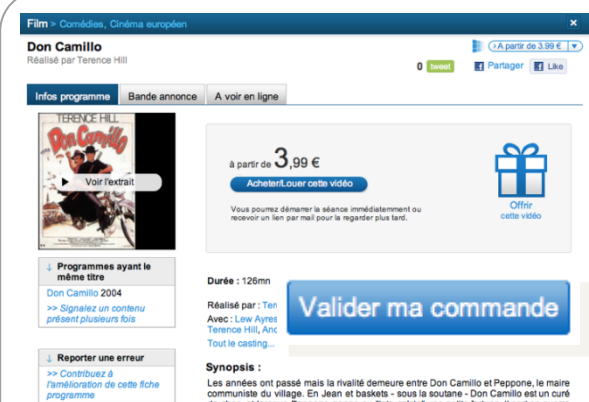 Film > Comédies, Cinéma européen
Don Camillo
Réalisé par Terence Hill
A partir de 3.99 €
0 tweet
Partager
Like
Infos programme
Bande annonce
A voir en ligne
TERENCE HILL
Don Camillo
Voir l'extrait
à partir de 3,99 €
Acheter/Louer cette vidéo
Vous pourrez démarrer la séance immédiatement ou
recevoir un lien par mail pour la regarder plus tard.
Offrir
cette vidéo
↓ Programmes ayant le
même titre
Don Camillo 2004
>> Signalez un contenu
présent plusieurs fois
↓ Reporter une erreur
>> Contribuez à
l'amélioration de cette fiche
programme
Durée : 126mn
Réalisé par :
Avec : Lew Ayres
Terence Hill,
Tout le casting...
Valider ma commande
Synopsis :
Les années ont passé mais la rivalité demeure entre Don Camillo et Peppone, le maire
communiste du village. En Jean et baskets - sous la soutane - Don Camillo est un curé